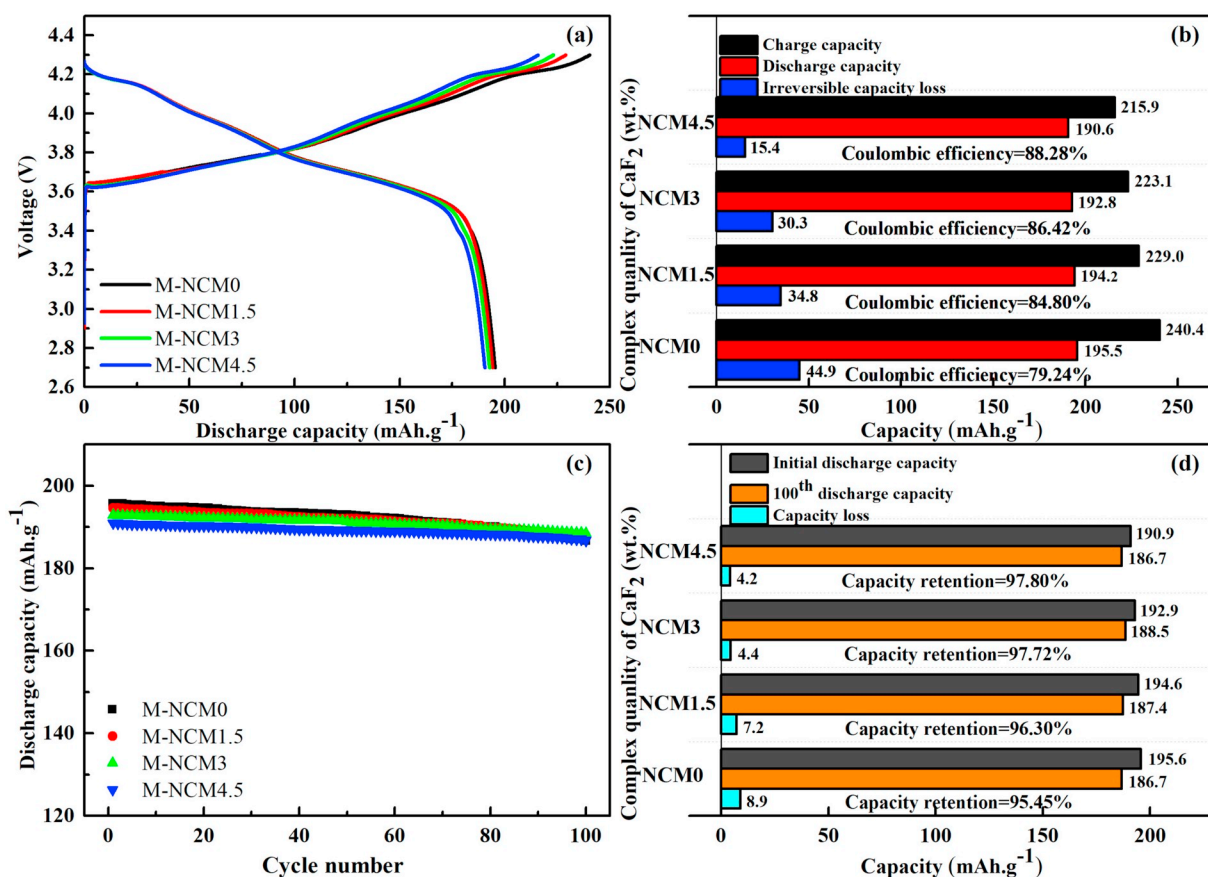 (a)
Voltage (V)
4.4
4.2
4.0
3.8
3.6
3.4
3.2
3.0
2.8
2.6
M-NCM0
M-NCM1.5
M-NCM3
M-NCM4.5
0 50 100 150 200 250
Discharge capacity (mAh.g-1)
(b)
Complex quanlity of CaF2 (wt.%)
Charge capacity
Discharge capacity
Irreversible capacity loss
NCM4.5
215.9
190.6
15.4
Coulombic efficiency=88.28%
NCM3
223.1
192.8
30.3
Coulombic efficiency=86.42%
NCM1.5
229.0
194.2
34.8
Coulombic efficiency=84.80%
NCM0
240.4
195.5
44.9
Coulombic efficiency=79.24%
0 50 100 150 200 250
Capacity (mAh.g-1)
(c)
Discharge capacity (mAh.g-1)
200
180
160
140
120
M-NCM0
M-NCM1.5
M-NCM3
M-NCM4.5
0 20 40 60 80 100
Cycle number
(d)
Complex quanlity of CaF2 (wt.%)
Initial discharge capacity
100th discharge capacity
Capacity loss
NCM4.5
190.9
186.7
4.2
Capacity retention=97.80%
NCM3
192.9
188.5
4.4
Capacity retention=97.72%
NCM1.5
194.6
187.4
7.2
Capacity retention=96.30%
NCM0
195.6
186.7
8.9
Capacity retention=95.45%
0 50 100 150 200
Capacity (mAh.g-1)